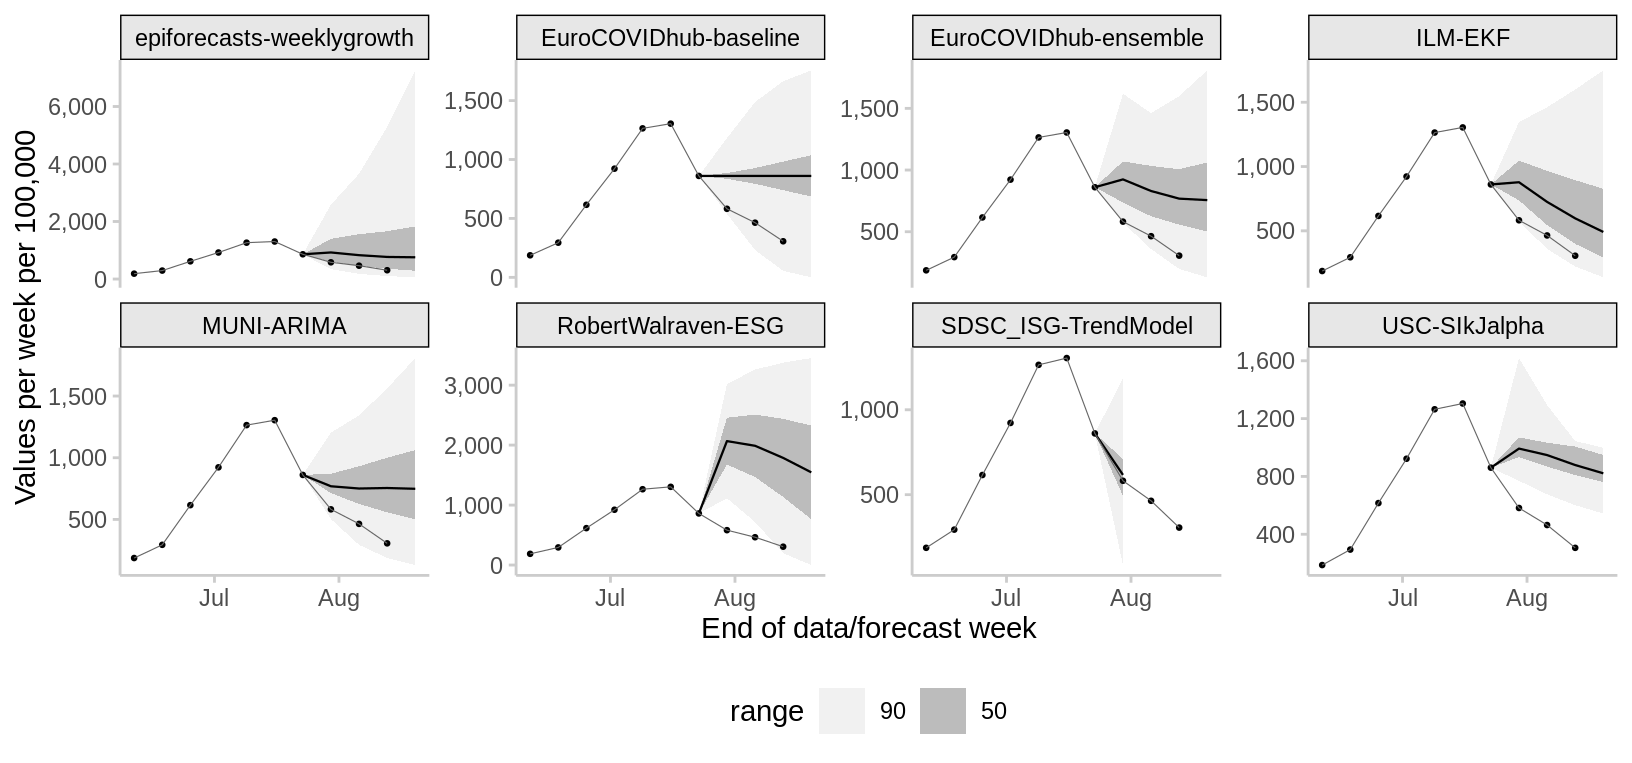 epiforecasts-weeklygrowth
EuroCOVIDhub-baseline
EuroCOVIDhub-ensemble
ILM-EKF
6,000
4,000
2,000
0
1,500
1,000
500
0
1,500
1,000
500
1,500
1,000
500
Values per week per 100,000
MUNI-ARIMA
RobertWalraven-ESG
SDSC_ISG-TrendModel
USC-SIkJalpha
1,500
1,000
500
3,000
2,000
1,000
0
1,000
500
1,600
1,200
800
400
Jul Aug
Jul Aug
Jul Aug
Jul Aug
End of data/forecast week
range 90 50